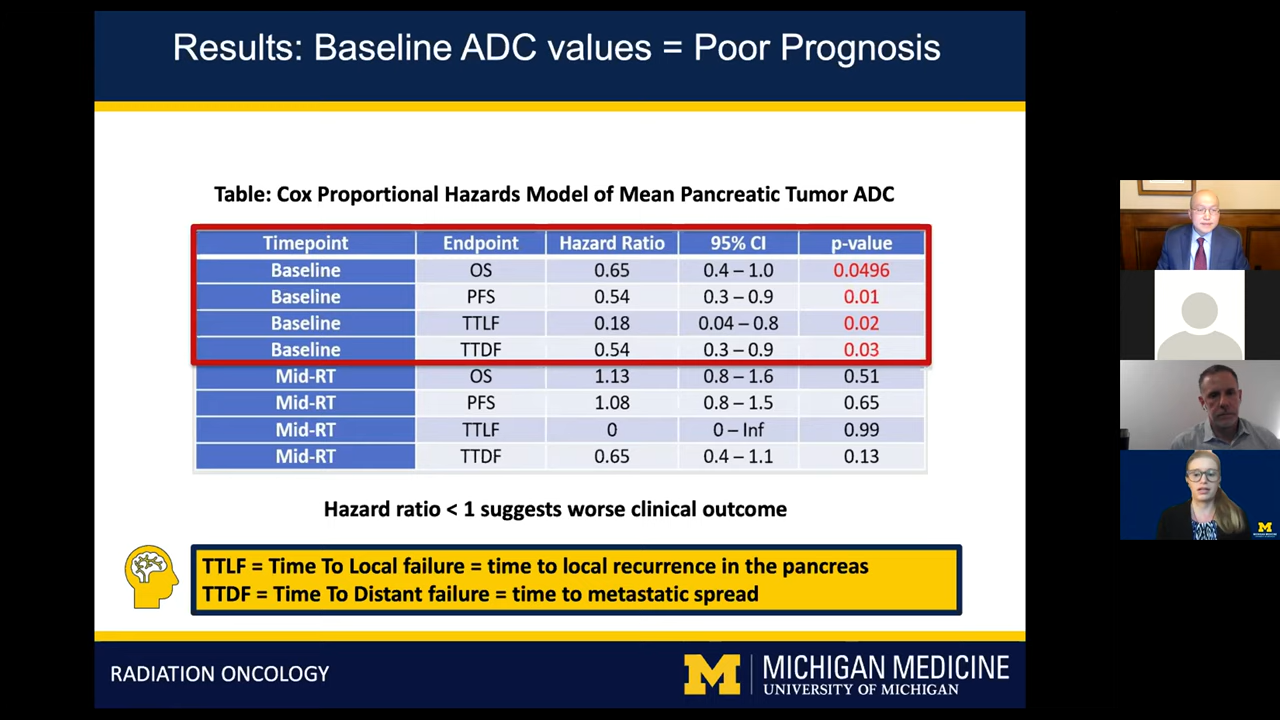 Results: Baseline ADC values = Poor Prognosis
Table: Cox Proportional Hazards Model of Mean Pancreatic Tumor ADC
Timepoint Endpoint Hazard Ratio 95% CI p-value
Baseline OS 0.65 0.4 – 1.0 0.0496
Baseline PFS 0.54 0.3 – 0.9 0.01
Baseline TTLF 0.18 0.04 – 0.8 0.02
Baseline TTDF 0.54 0.3 – 0.9 0.03
Mid-RT OS 1.13 0.8 – 1.6 0.51
Mid-RT PFS 1.08 0.8 – 1.5 0.65
Mid-RT TTLF 0 0 – Inf 0.99
Mid-RT TTDF 0.65 0.4 – 1.1 0.13
Hazard ratio < 1 suggests worse clinical outcome
TTLF = Time To Local failure = time to local recurrence in the pancreas
TTDF = Time To Distant failure = time to metastatic spread
RADIATION ONCOLOGY
M MICHIGAN MEDICINE
UNIVERSITY OF MICHIGAN
M